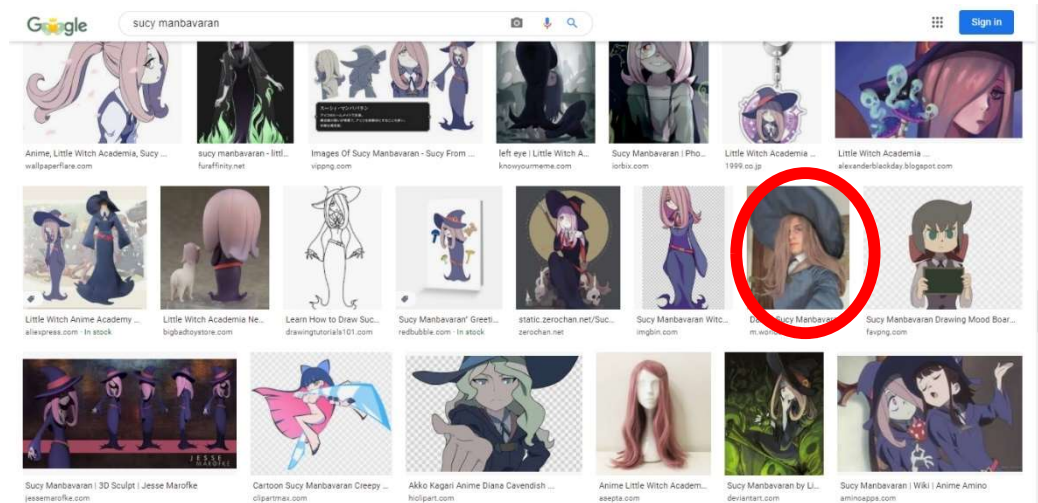 Google
sucy manbavaran
Sign in
Anime, Little Witch Academia, Sucy ...
wallpaperflare.com
sucy manbavaran - littl...
furaffinity.net
Images Of Sucy Manbavaran - Sucy From ...
vippng.com
left eye | Little Witch A...
knowyourmeme.com
Sucy Manbavaran | Pho...
iorbix.com
Little Witch Academia ...
1999.co.jp
Little Witch Academia ...
alexanderblackday.blogspot.com
Little Witch Anime Academy ...
aliexpress.com · In stock
Little Witch Academia Ne...
bigbadtoystore.com
Learn How to Draw Suc...
drawingtutorials101.com
Sucy Manbavaran" Greeti...
redbubble.com · In stock
static.zerochan.net/Suc...
zerochan.net
Sucy Manbavaran Witc...
imgbin.com
Sucy Manbavaran
Sucy Manbavaran Drawing Mood Boar...
favpng.com
JESSE
MAROFKE
Sucy Manbavaran | 3D Sculpt | Jesse Marofke
jessemarofke.com
Cartoon Sucy Manbavaran Creepy ...
clipartmax.com
Akko Kagari Anime Diana Cavendish ...
hiclipart.com
Anime Little Witch Academ...
asepta.com
Sucy Manbavaran by Li...
deviantart.com
Sucy Manbavaran | Wiki | Anime Amino
aminoapps.com